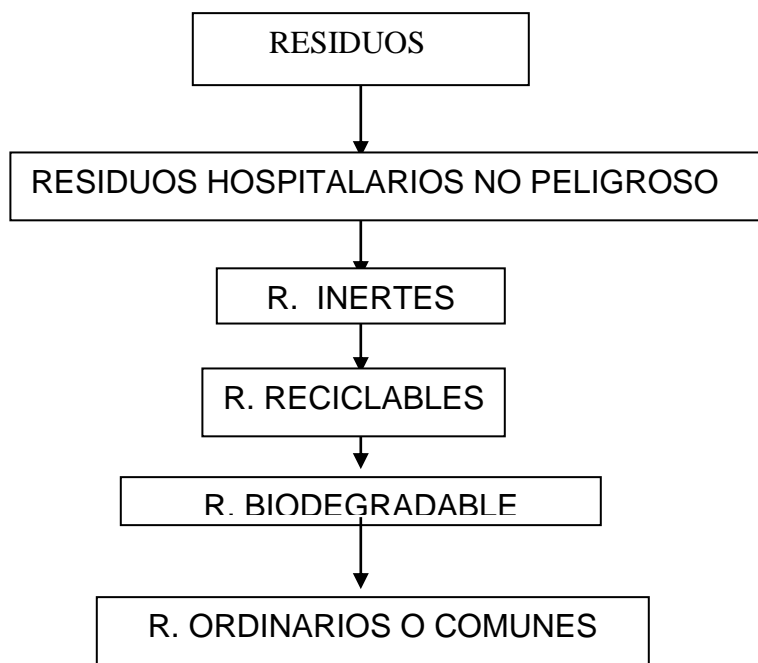 RESIDUOS
RESIDUOS HOSPITALARIOS NO PELIGROSO
R. INERTES
R. RECICLABLES
R. BIODEGRADABLE
R. ORDINARIOS O COMUNES